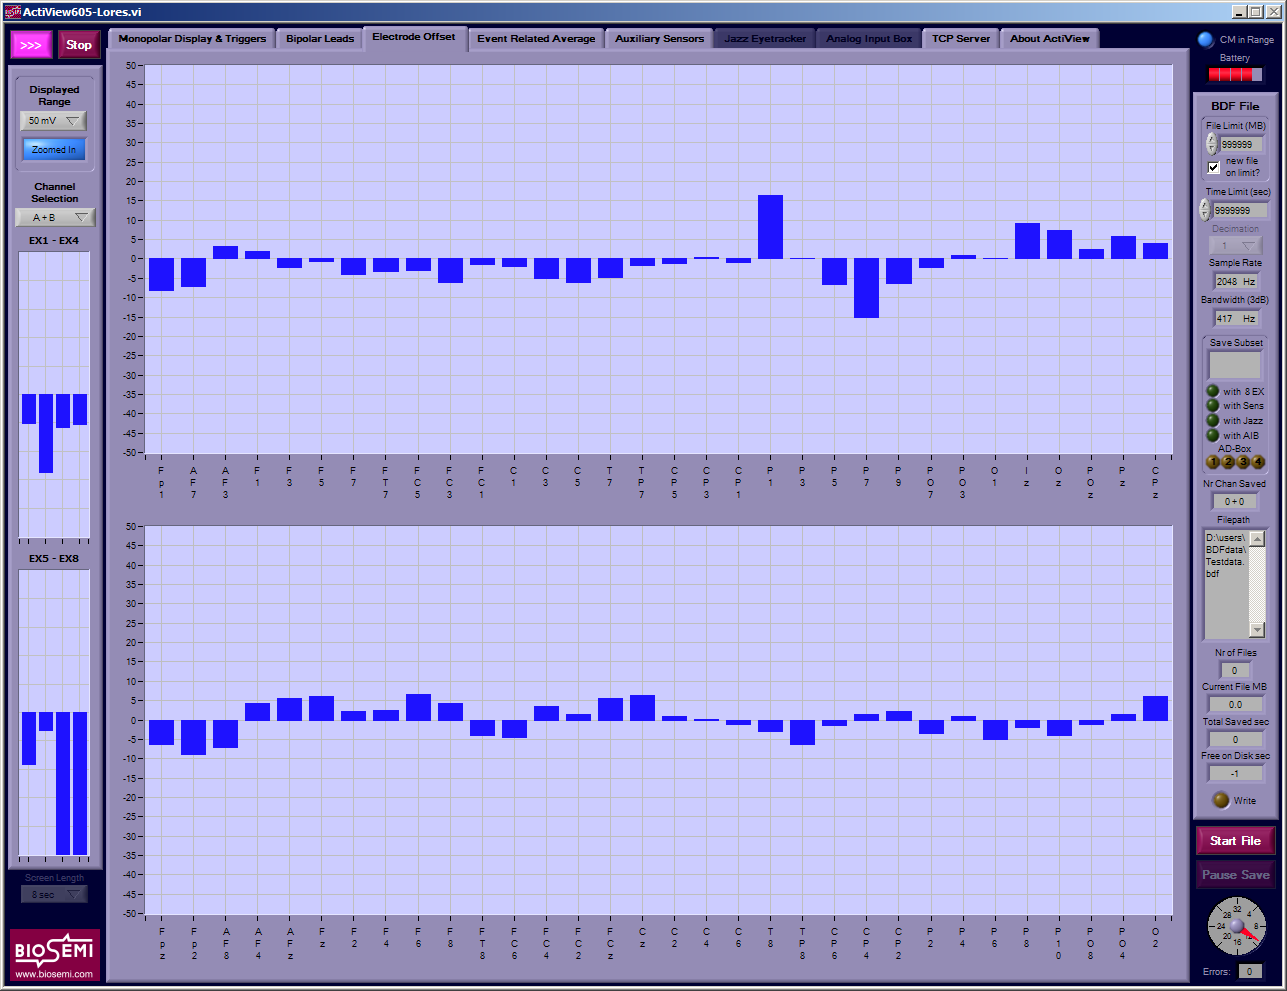 ActiView605-Lores.vi
>>>
Stop
Monopolar Display & Triggers
Bipolar Leads
Electrode Offset
Event Related Average
Auxiliary Sensors
Jazz Eyetracker
Analog Input Box
TCP Server
About ActiView
CM in Range
Battery
Displayed
Range
50 mV
Zoomed In
Channel
Selection
A + B
EX1 - EX4
EX5 - EX8
Screen Length
8 sec
BIOSEMI
www.biosemi.com
50
45
40
35
30
25
20
15
10
5
0
-5
-10
-15
-20
-25
-30
-35
-40
-45
-50
Fp1 AF7 AF3 F1 F3 F5 F7 FT7 FC5 FC3 FC1 C1 C3 C5 T7 TP7 CP5 CP3 CP1 P1 P3 P5 P7 P9 PO7 PO3 O1 Iz Oz POz Pz CPz
50
45
40
35
30
25
20
15
10
5
0
-5
-10
-15
-20
-25
-30
-35
-40
-45
-50
Fpz Fp2 AF8 AF4 AFz Fz F2 F4 F6 F8 FT8 FC6 FC4 FC2 FCz Cz C2 C4 C6 T8 TP8 CP6 CP4 CP2 P2 P4 P6 P8 P10 PO8 PO4 O2
BDF File
File Limit (MB)
999999
new file
on limit?
Time Limit (sec)
9999999
Decimation
1
Sample Rate
2048 Hz
Bandwidth (3dB)
417 Hz
Save Subset
with 8 EX
with Sens
with Jazz
with AIB
AD-Box
1 2 3 4
Nr Chan Saved
0 + 0
Filepath
D:\users\
BDFdata\
Testdata.
bdf
Nr of Files
0
Current File MB
0.0
Total Saved sec
0
Free on Disk sec
-1
Write
Start File
Pause Save
32
28 4
24 8
20 12
16
Errors: 0